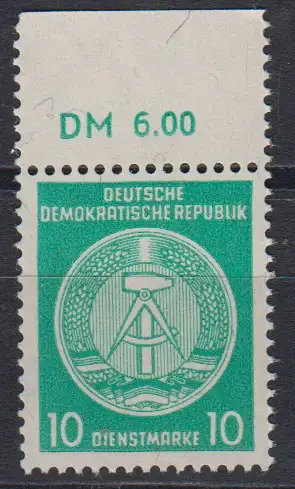 DM 6.00
DEUTSCHE
DEMOKRATISCHE REPUBLIK
10 DIENSTMARKE 10